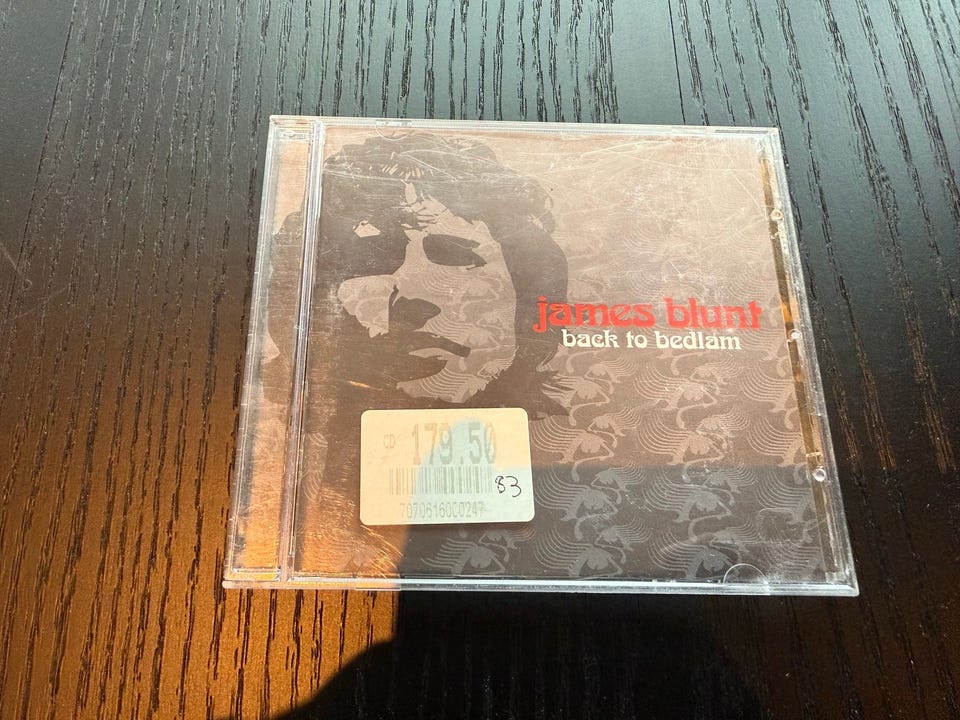 james blunt
back to bedlam
CD 179.50
83
7070616000247